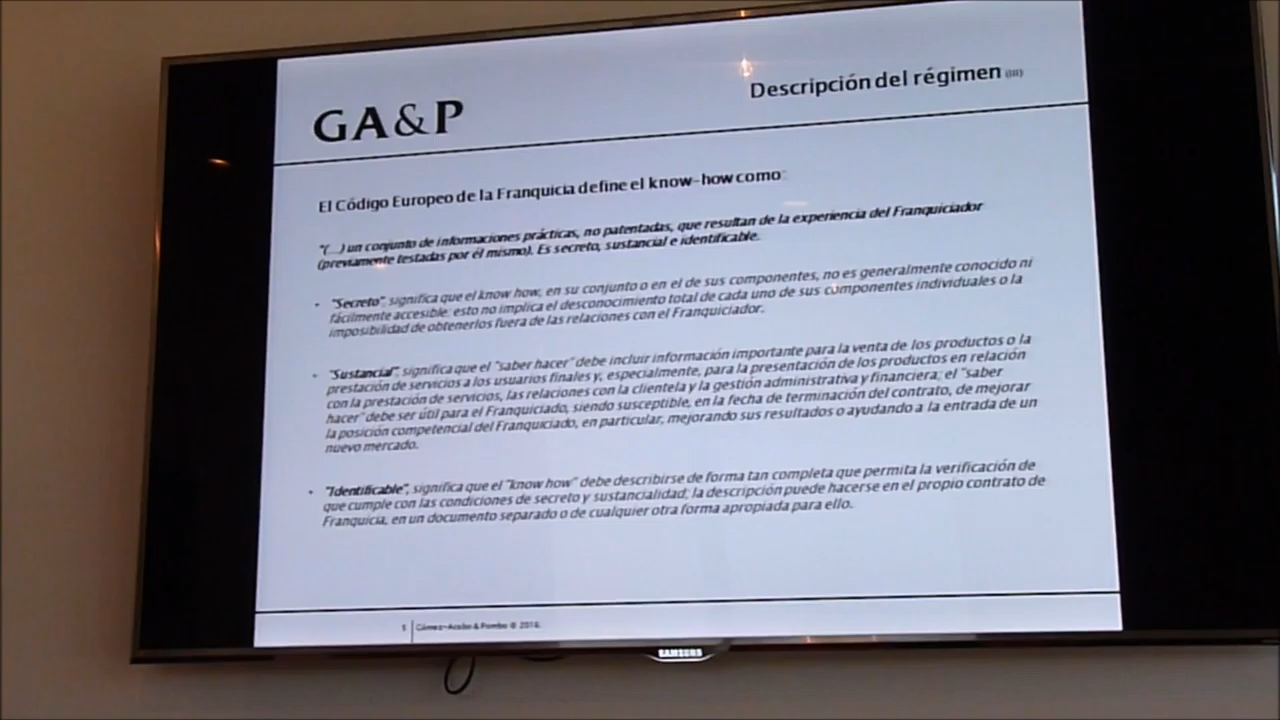 GA&P
Descripción del régimen (III)
El Código Europeo de la Franquicia define el know-how como:
"(...) un conjunto de informaciones prácticas, no patentadas, que resultan de la experiencia del Franquiciador
(previamente testadas por él mismo). Es secreto, sustancial e identificable.
• "Secreto", significa que el know how, en su conjunto o en el de sus componentes, no es generalmente conocido ni
fácilmente accesible: esto no implica el desconocimiento total de cada uno de sus componentes individuales o la
imposibilidad de obtenerlos fuera de las relaciones con el Franquiciador.
• "Sustancial", significa que el "saber hacer" debe incluir información importante para la venta de los productos o la
prestación de servicios a los usuarios finales y, especialmente, para la presentación de los productos en relación
con la prestación de servicios, las relaciones con la clientela y la gestión administrativa y financiera; el "saber
hacer" debe ser útil para el Franquiciado, siendo susceptible, en la fecha de terminación del contrato, de mejorar
la posición competencial del Franquiciado, en particular, mejorando sus resultados o ayudando a la entrada de un
nuevo mercado.
• "Identificable", significa que el "know how" debe describirse de forma tan completa que permita la verificación de
que cumple con las condiciones de secreto y sustancialidad; la descripción puede hacerse en el propio contrato de
Franquicia, en un documento separado o de cualquier otra forma apropiada para ello.
5 | Gómez-Acebo & Pombo © 2014.
SAMSUNG